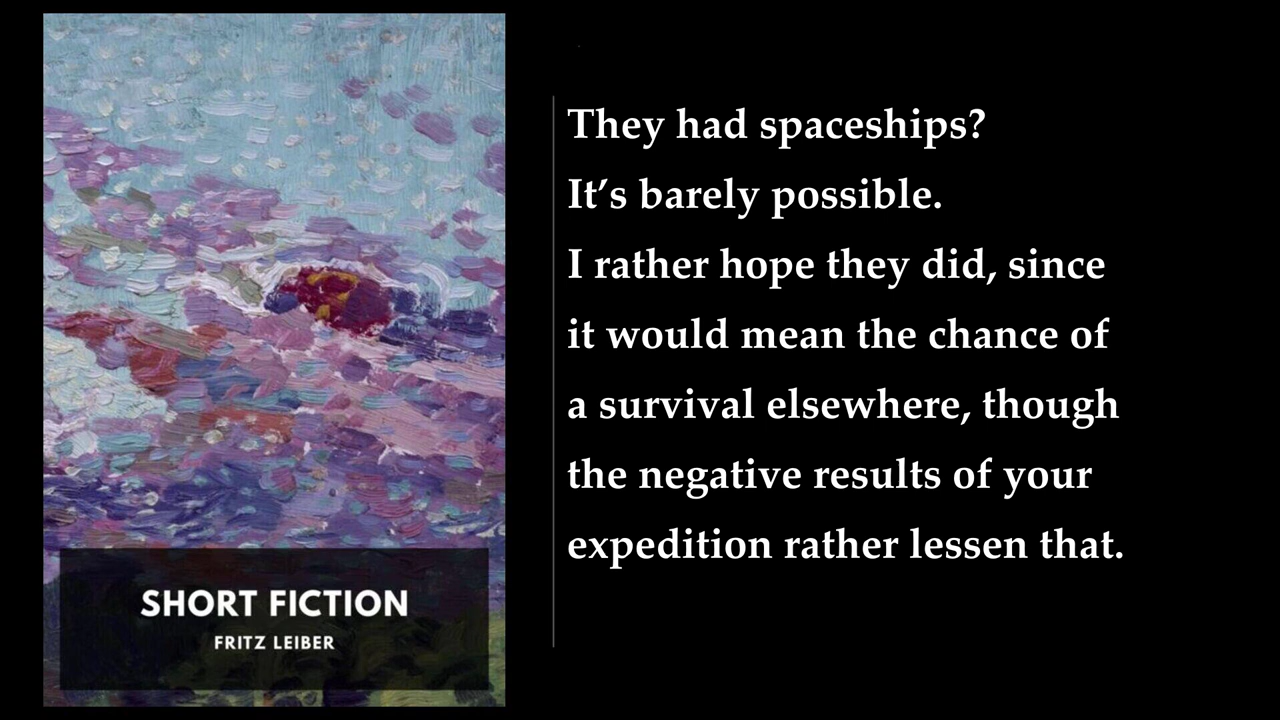 SHORT FICTION
FRITZ LEIBER
They had spaceships?
It’s barely possible.
I rather hope they did, since
it would mean the chance of
a survival elsewhere, though
the negative results of your
expedition rather lessen that.